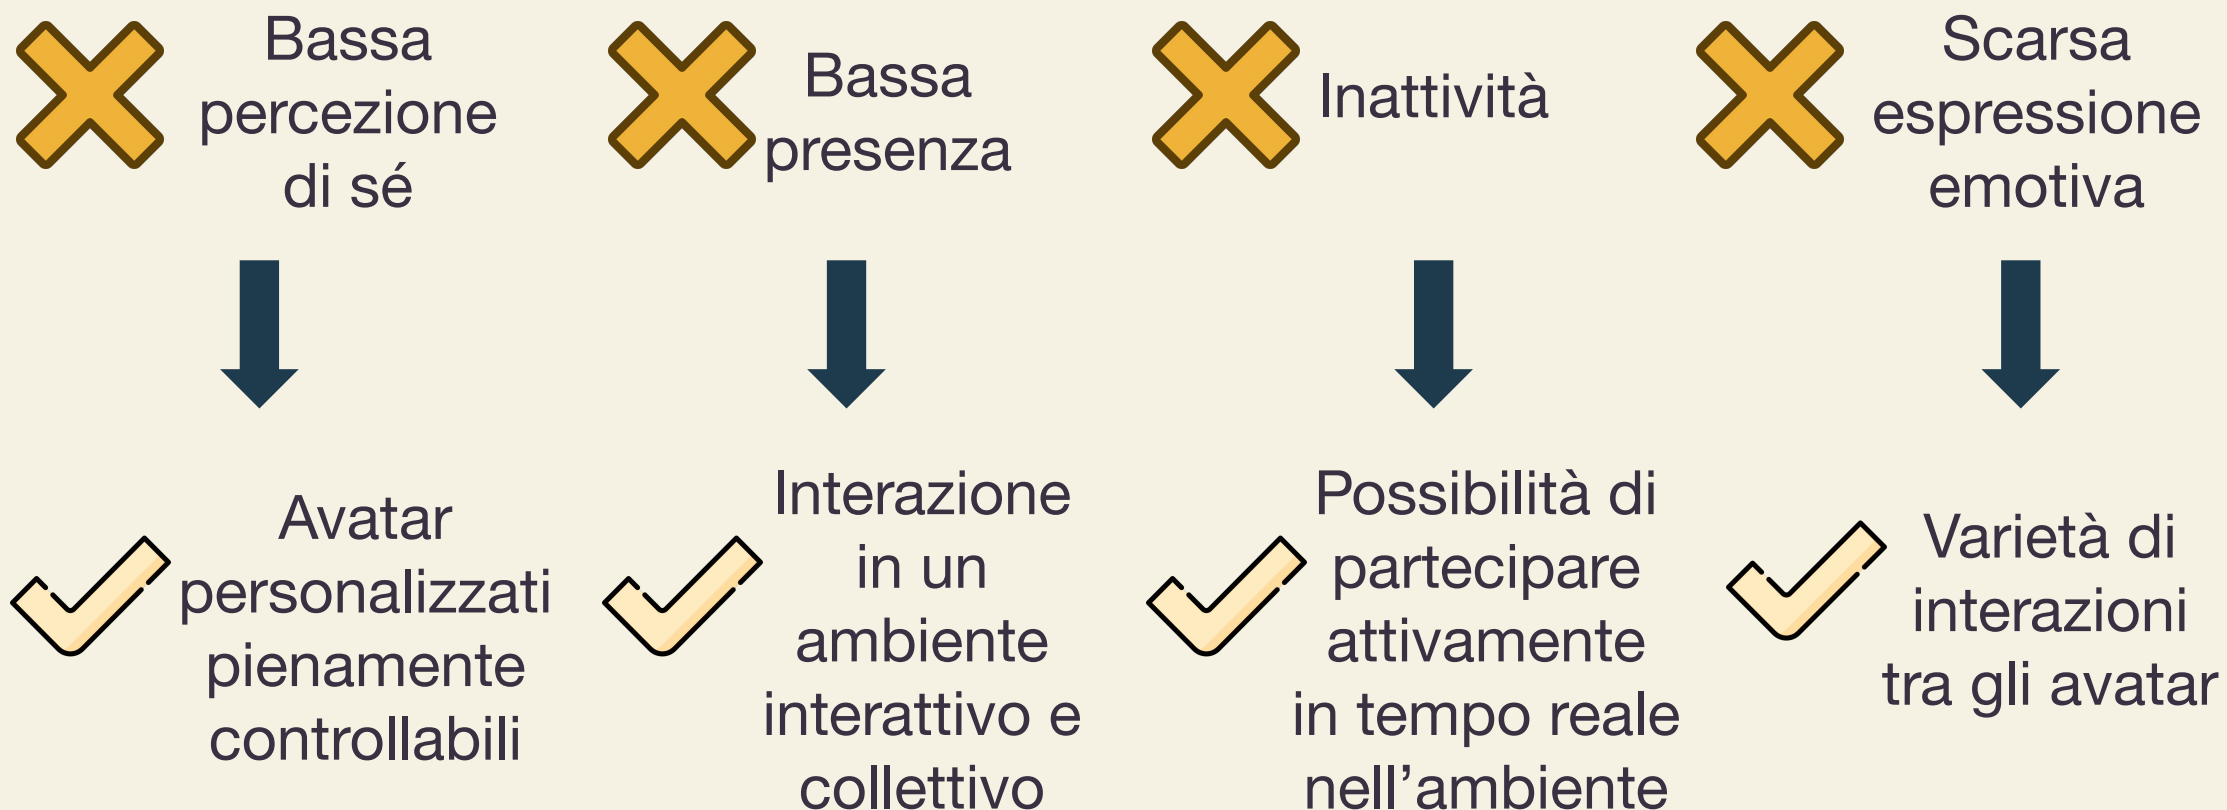 Bassa
percezione
di sé
Bassa
presenza
Inattività
Scarsa
espressione
emotiva
Avatar
personalizzati
pienamente
controllabili
Interazione
in un
ambiente
interattivo e
collettivo
Possibilità di
partecipare
attivamente
in tempo reale
nell’ambiente
Varietà di
interazioni
tra gli avatar